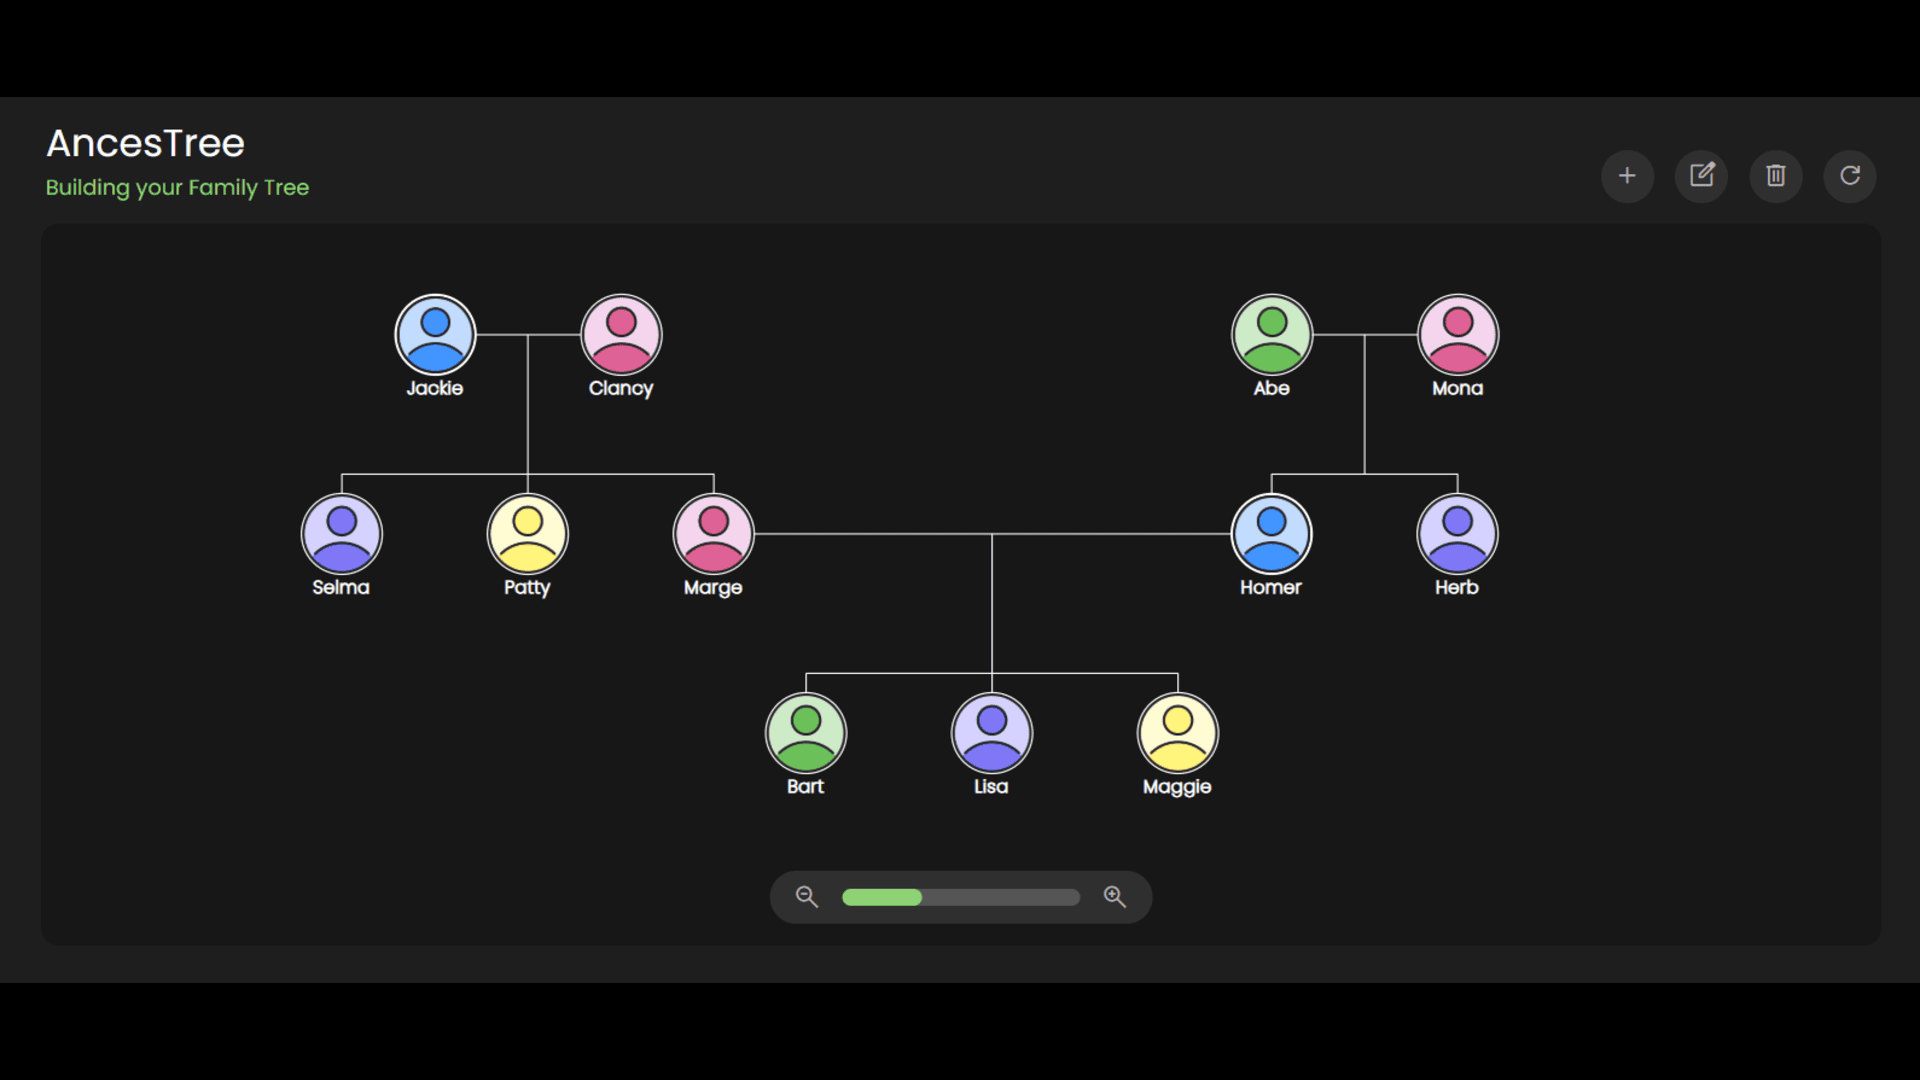 AncesTree
Building your Family Tree
Jackie
Clancy
Abe
Mona
Selma
Patty
Marge
Homer
Herb
Bart
Lisa
Maggie